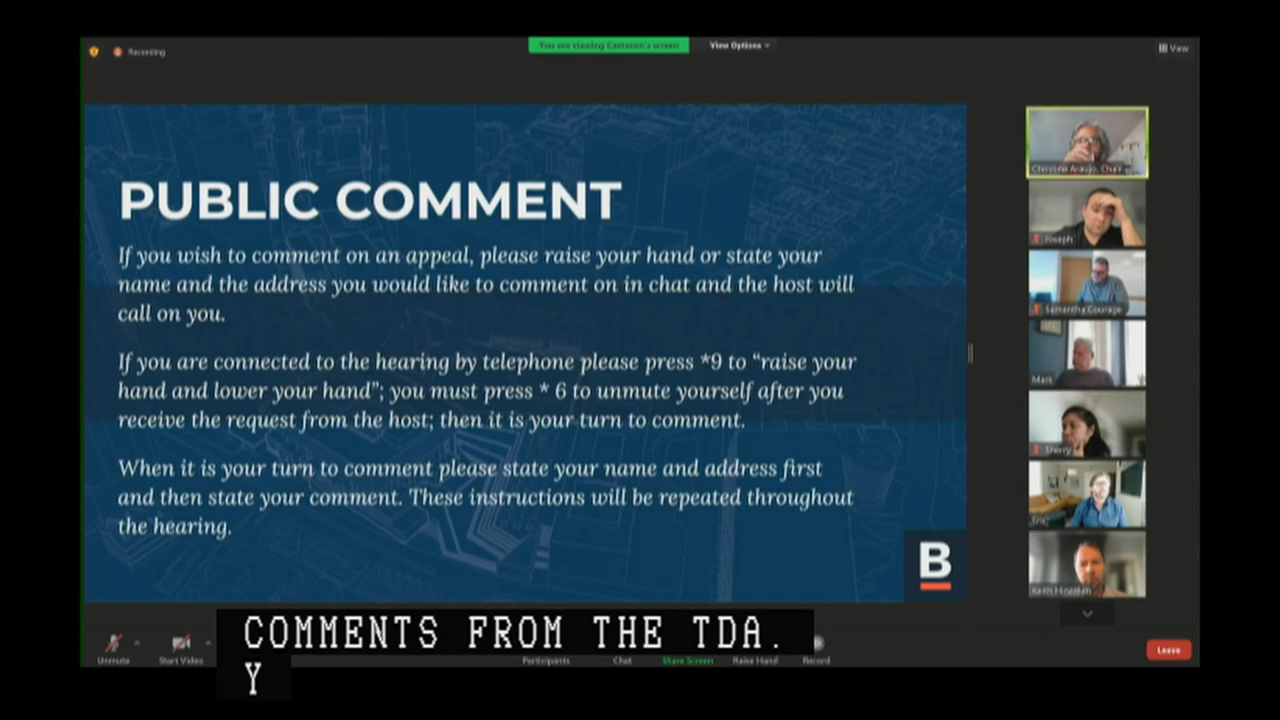 Recording
You are viewing Cameron's screen
View Options
View
PUBLIC COMMENT
If you wish to comment on an appeal, please raise your hand or state your
name and the address you would like to comment on in chat and the host will
call on you.
If you are connected to the hearing by telephone please press *9 to “raise your
hand and lower your hand”; you must press * 6 to unmute yourself after you
receive the request from the host; then it is your turn to comment.
When it is your turn to comment please state your name and address first
and then state your comment. These instructions will be repeated throughout
the hearing.
B
Christine Araujo, Chair
Joseph
Samantha Courage
Mark
Sherry
Eric
COMMENTS FROM THE TDA.
Y
Unmute
Start Video
Participants
Chat
Share Screen
Raise Hand
Record
Leave